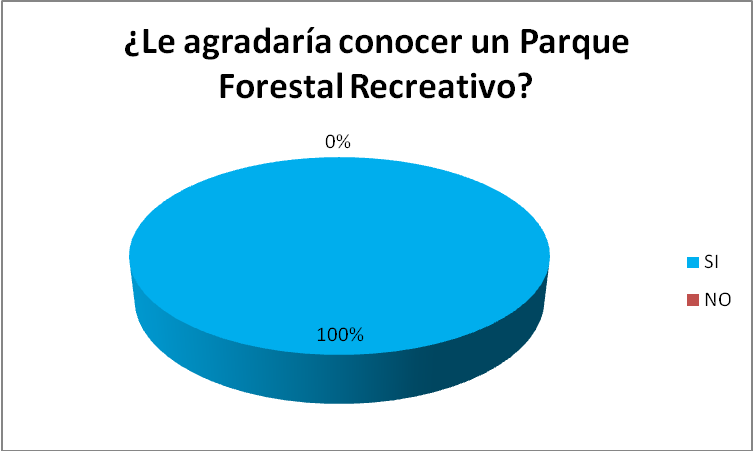 ¿Le agradaría conocer un Parque
Forestal Recreativo?
0%
SI
NO
100%